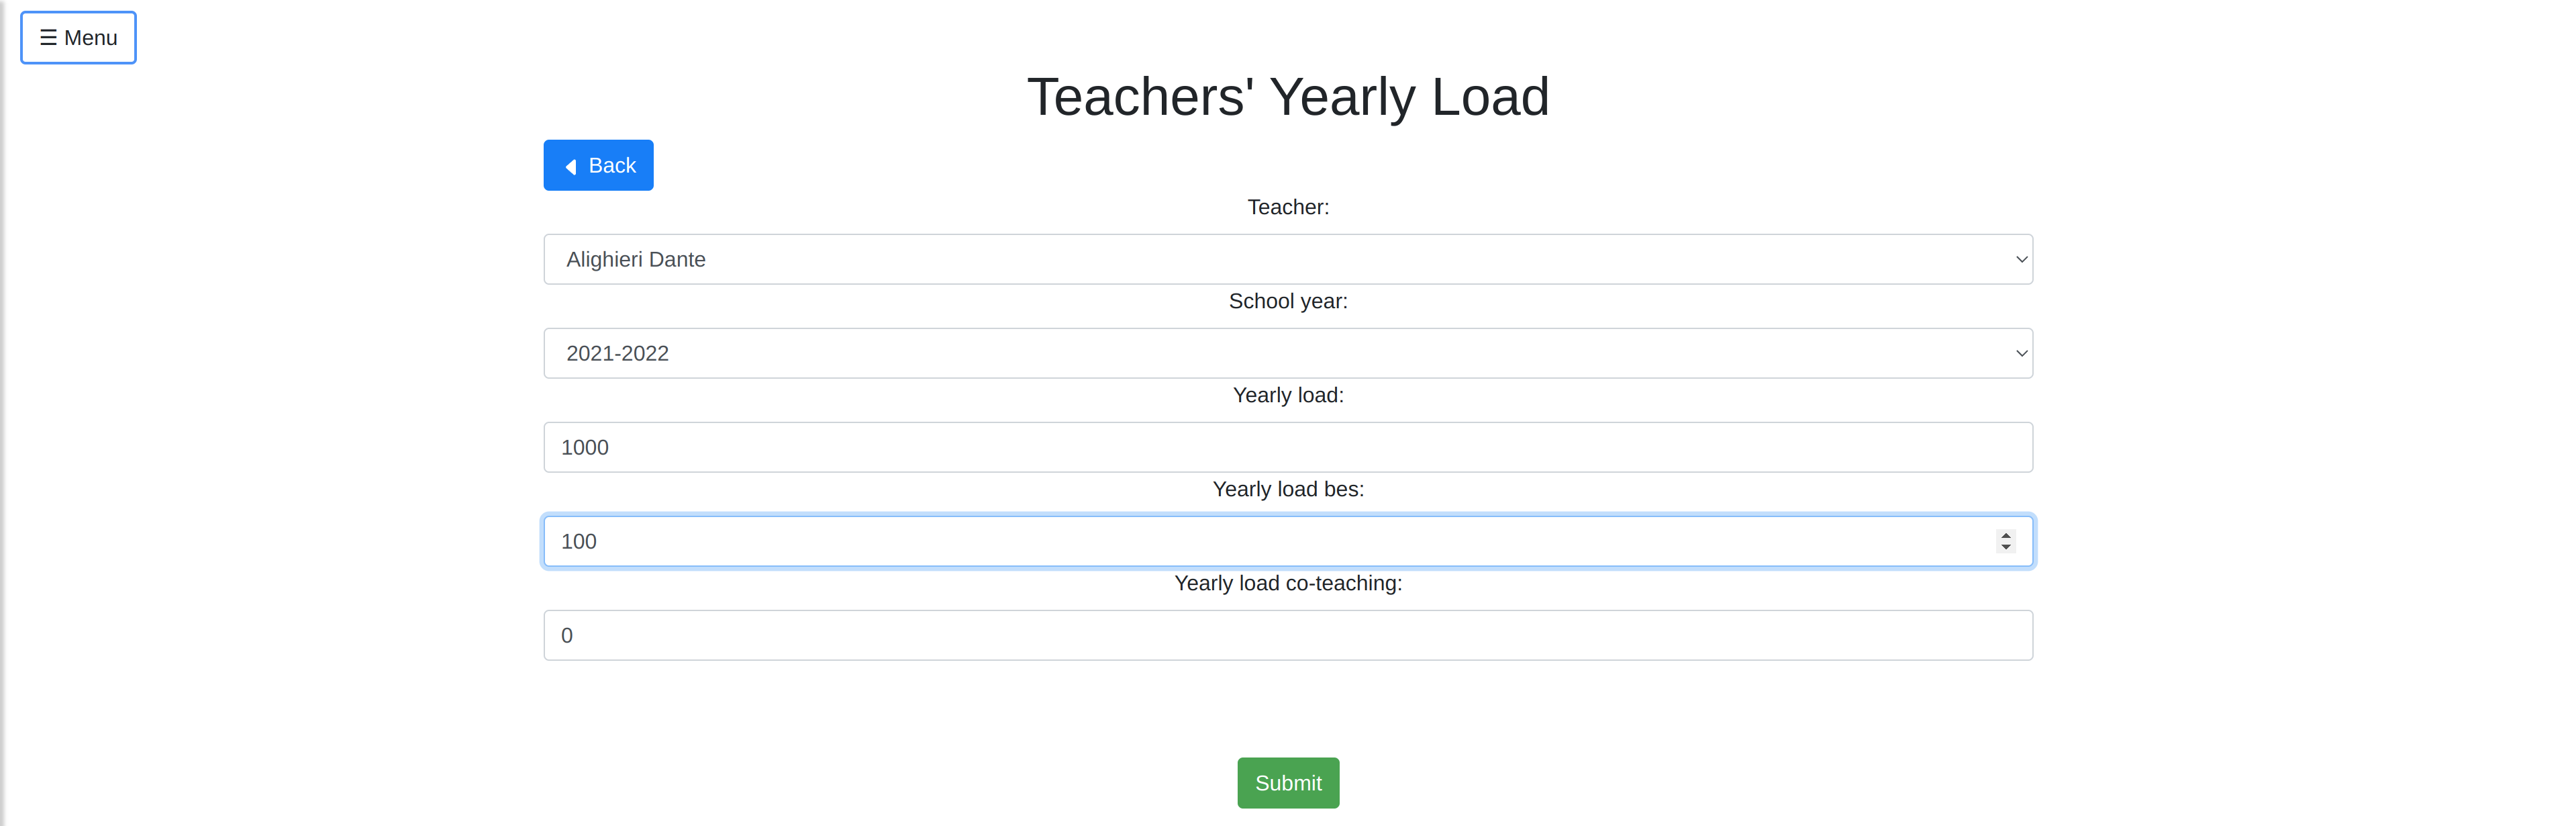 ☰ Menu
Teachers' Yearly Load
Back
Teacher:
Alighieri Dante
School year:
2021-2022
Yearly load:
1000
Yearly load bes:
100
Yearly load co-teaching:
0
Submit